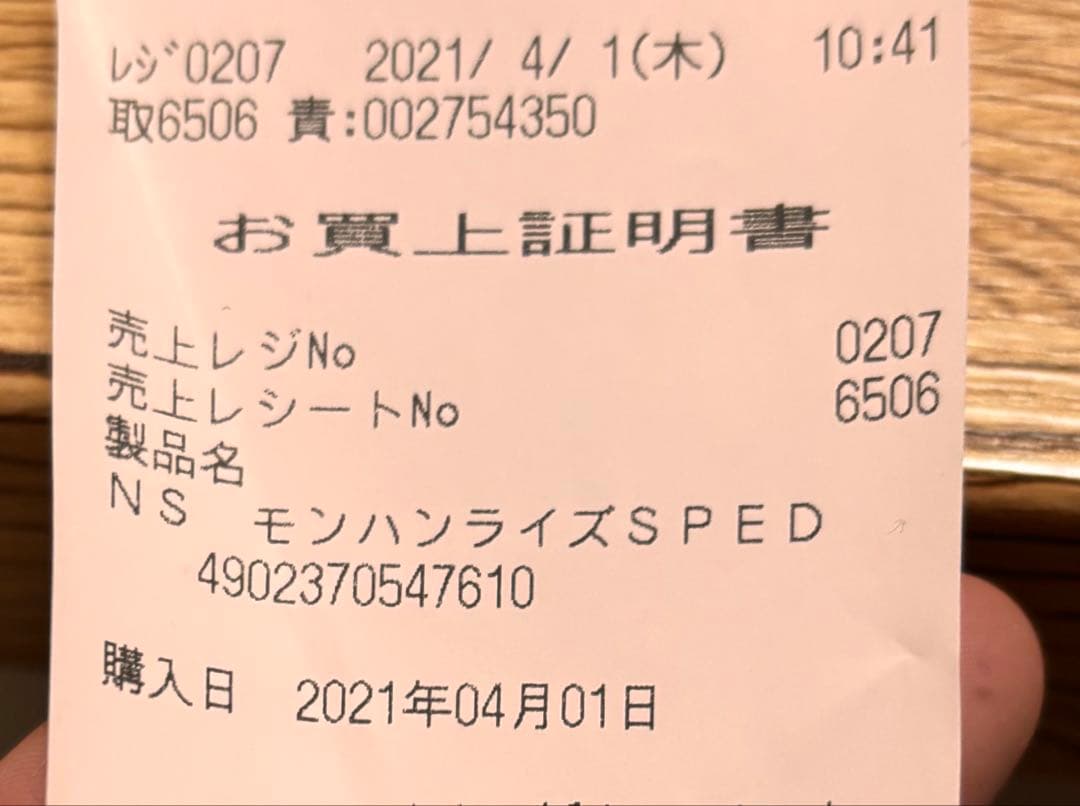 ﾚｼﾞ0207 2021/ 4/ 1(木) 10:41
取6506 責:002754350
お買上証明書
売上レジNo 0207
売上レシートNo 6506
製品名
ＮＳ モンハンライズＳＰＥＤ
4902370547610
購入日 2021年04月01日